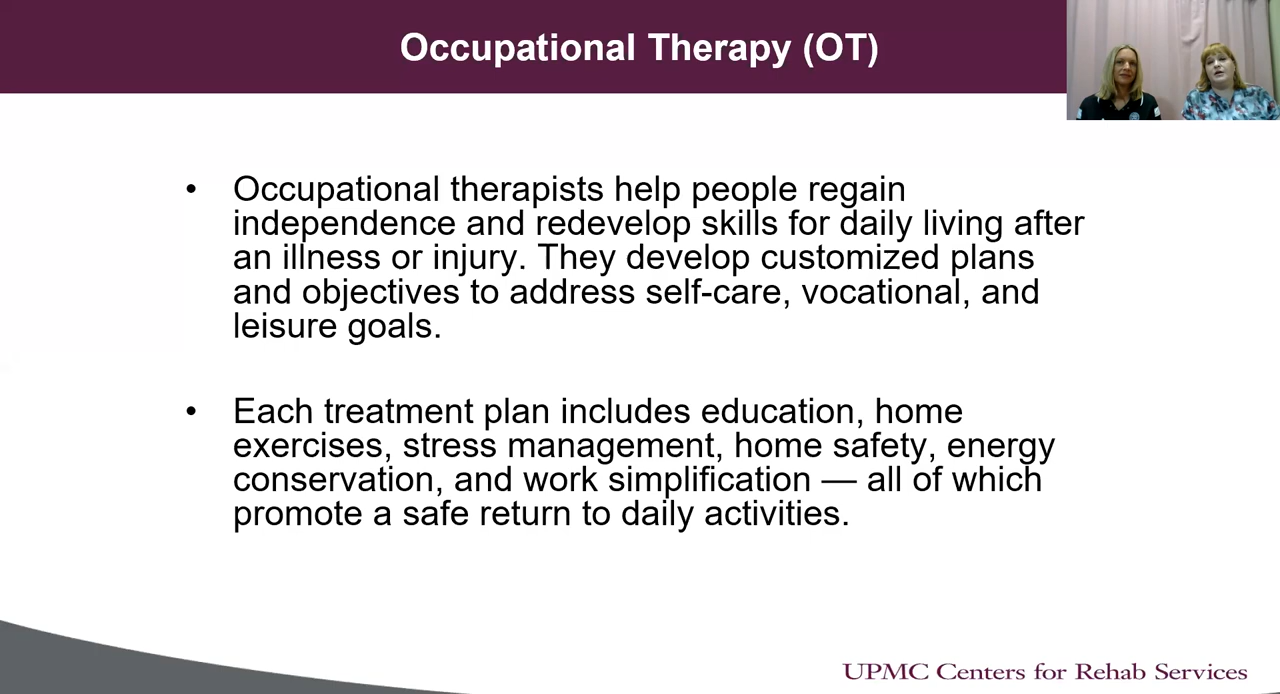 Occupational Therapy (OT)
• Occupational therapists help people regain
independence and redevelop skills for daily living after
an illness or injury. They develop customized plans
and objectives to address self-care, vocational, and
leisure goals.
• Each treatment plan includes education, home
exercises, stress management, home safety, energy
conservation, and work simplification — all of which
promote a safe return to daily activities.
UPMC Centers for Rehab Services